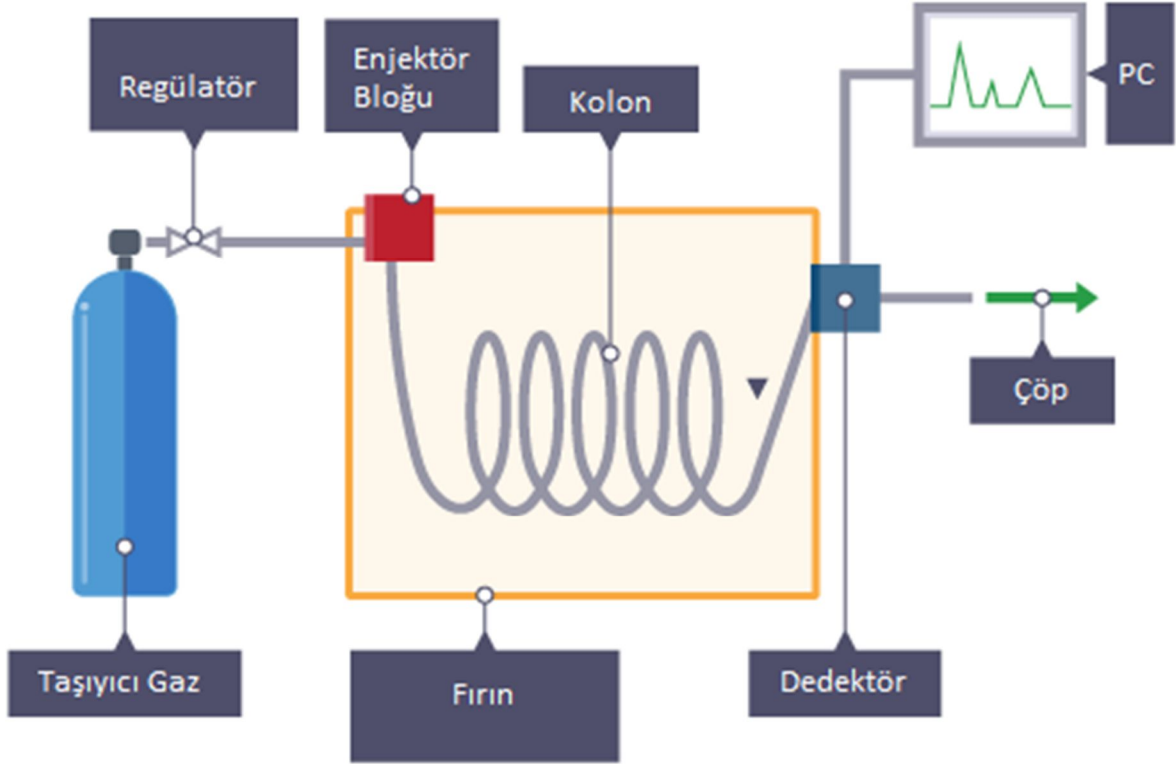 Regülatör
Enjektör
Bloğu
Kolon
PC
Çöp
Taşıyıcı Gaz
Fırın
Dedektör